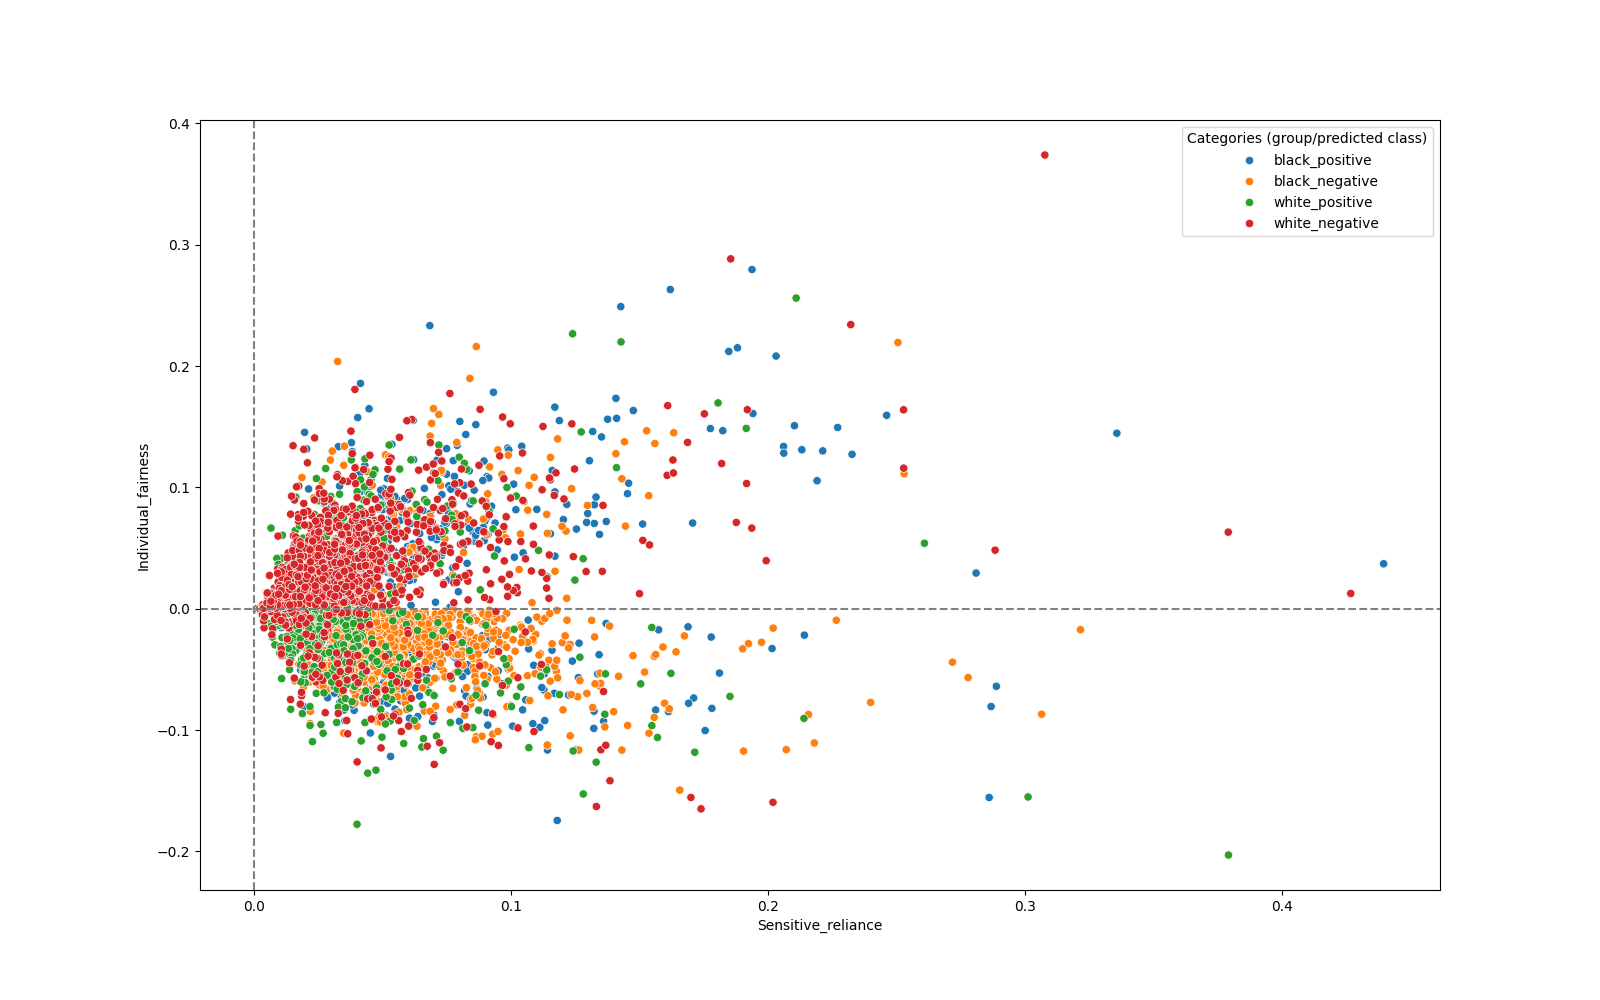 Categories (group/predicted class)
black_positive
black_negative
white_positive
white_negative
0.4
0.3
0.2
0.1
0.0
−0.1
−0.2
Individual_fairness
0.0
0.1
0.2
0.3
0.4
Sensitive_reliance